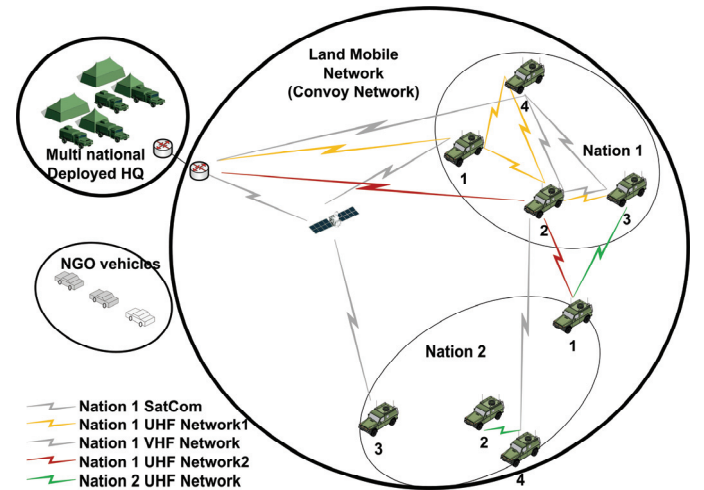 Land Mobile
Network
(Convoy Network)
4
Multi national
Deployed HQ
Nation 1
1
2
3
NGO vehicles
1
Nation 2
3
2
4
Nation 1 SatCom
Nation 1 UHF Network1
Nation 1 VHF Network
Nation 1 UHF Network2
Nation 2 UHF Network